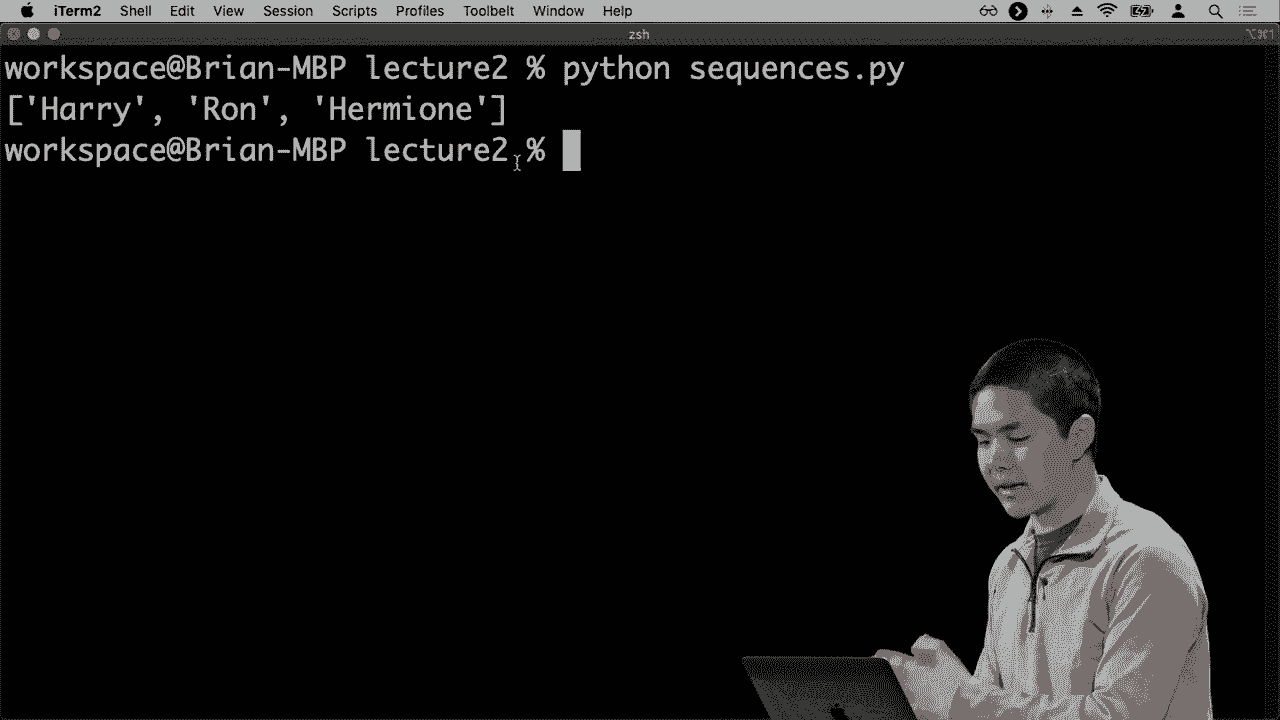 iTerm2 Shell Edit View Session Scripts Profiles Toolbelt Window Help
zsh
workspace@Brian-MBP lecture2 % python sequences.py
['Harry', 'Ron', 'Hermione']
workspace@Brian-MBP lecture2 %